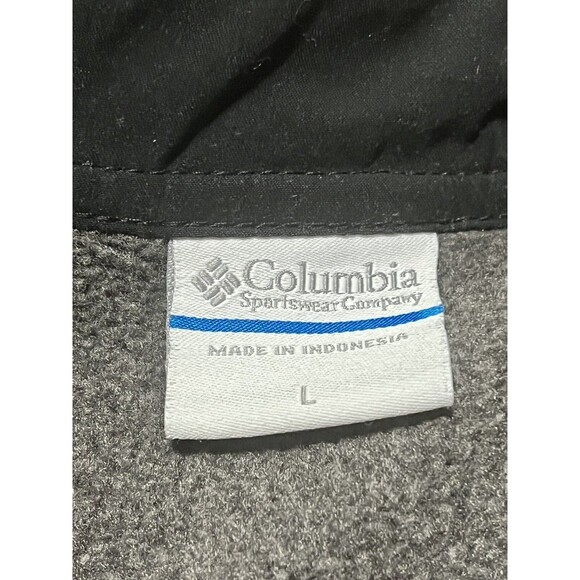 Columbia
Sportswear Company
MADE IN INDONESIA
L